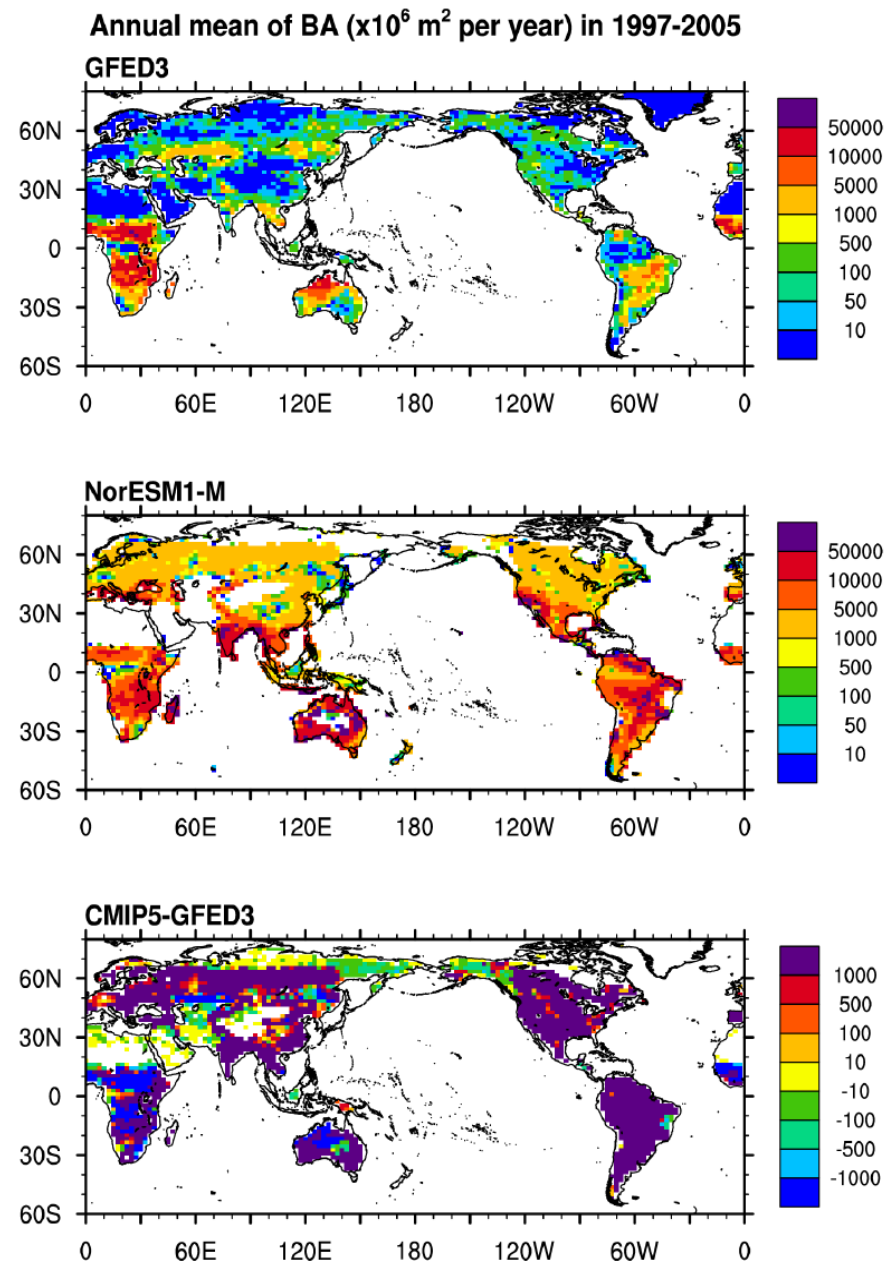 Annual mean of BA (x10⁶ m² per year) in 1997-2005
GFED3
60N
30N
0
30S
60S
0 60E 120E 180 120W 60W 0
50000
10000
5000
1000
500
100
50
10
NorESM1-M
60N
30N
0
30S
60S
0 60E 120E 180 120W 60W 0
50000
10000
5000
1000
500
100
50
10
CMIP5-GFED3
60N
30N
0
30S
60S
0 60E 120E 180 120W 60W 0
1000
500
100
10
-10
-100
-500
-1000